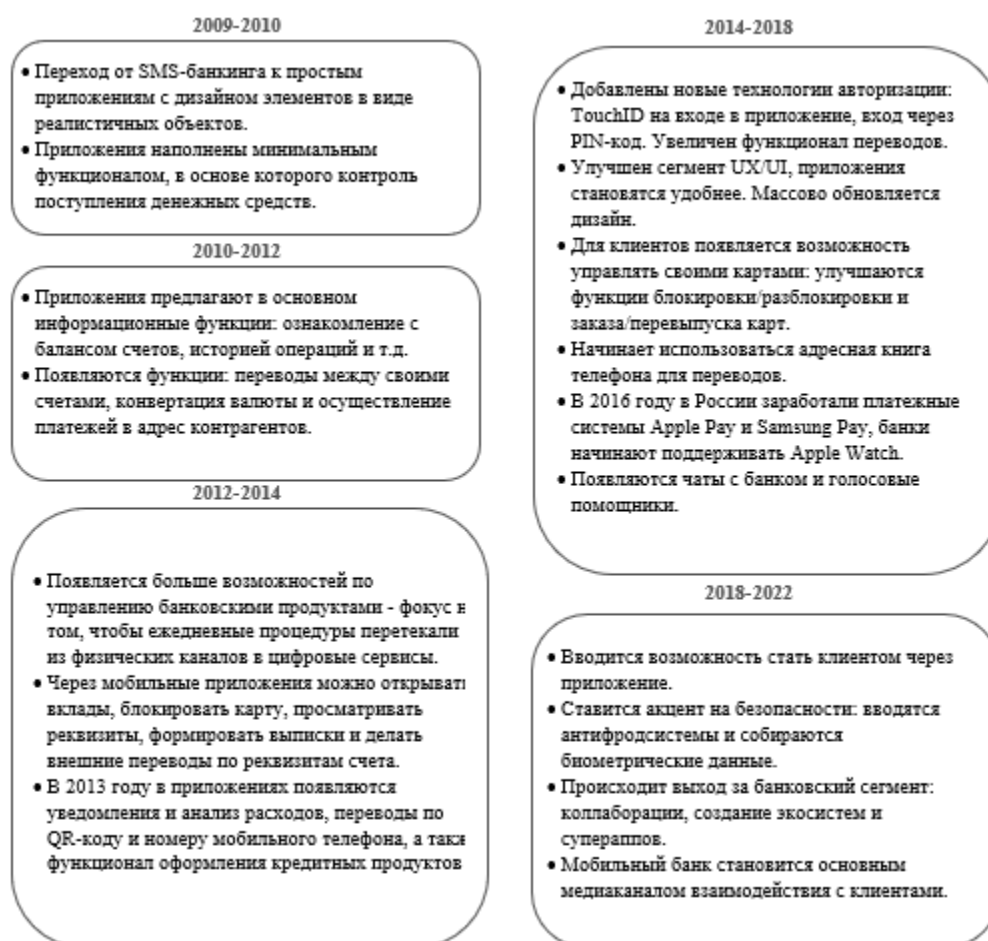 2009-2010
• Переход от SMS-банкинга к простым
приложениям с дизайном элементов в виде
реалистичных объектов.
• Приложения наполнены минимальным
функционалом, в основе которого контроль
поступления денежных средств.
2010-2012
• Приложения предлагают в основном
информационные функции: ознакомление с
балансом счетов, историей операций и т.д.
• Появляются функции: переводы между своими
счетами, конвертация валюты и осуществление
платежей в адрес контрагентов.
2012-2014
• Появляется больше возможностей по
управлению банковскими продуктами - фокус
том, чтобы ежедневные процедуры перетекали
из физических каналов в цифровые сервисы.
• Через мобильные приложения можно
вклады, блокировать карту, просматривать
реквизиты, формировать выписки и делать
внешние переводы по реквизитам счета.
• В 2013 году в приложениях появляются
уведомления и анализ расходов, переводы по
QR-коду и номеру мобильного телефона, а
функционал оформления кредитных продуктов
2014-2018
• Добавлены новые технологии авторизации:
TouchID на входе в приложение, вход через
PIN-код. Увеличен функционал переводов.
• Улучшен сегмент UX/UI, приложения
становятся удобнее. Массово обновляется
дизайн.
• Для клиентов появляется возможность
управлять своими картами: улучшаются
функции блокировки/разблокировки и
заказа/перевыпуска карт.
• Начинает использоваться адресная книга
телефона для переводов.
• В 2016 году в России заработали платежные
системы Apple Pay и Samsung Pay, банки
начинают поддерживать Apple Watch.
• Появляются чаты с банком и голосовые
помощники.
2018-2022
• Вводится возможность стать клиентом через
приложение.
• Ставится акцент на безопасности: вводятся
антифродсистемы и собираются
биометрические данные.
• Происходит выход за банковский сегмент:
коллаборации, создание экосистем и
суперappов.
• Мобильный банк становится основным
медиаканалом взаимодействия с клиентами.